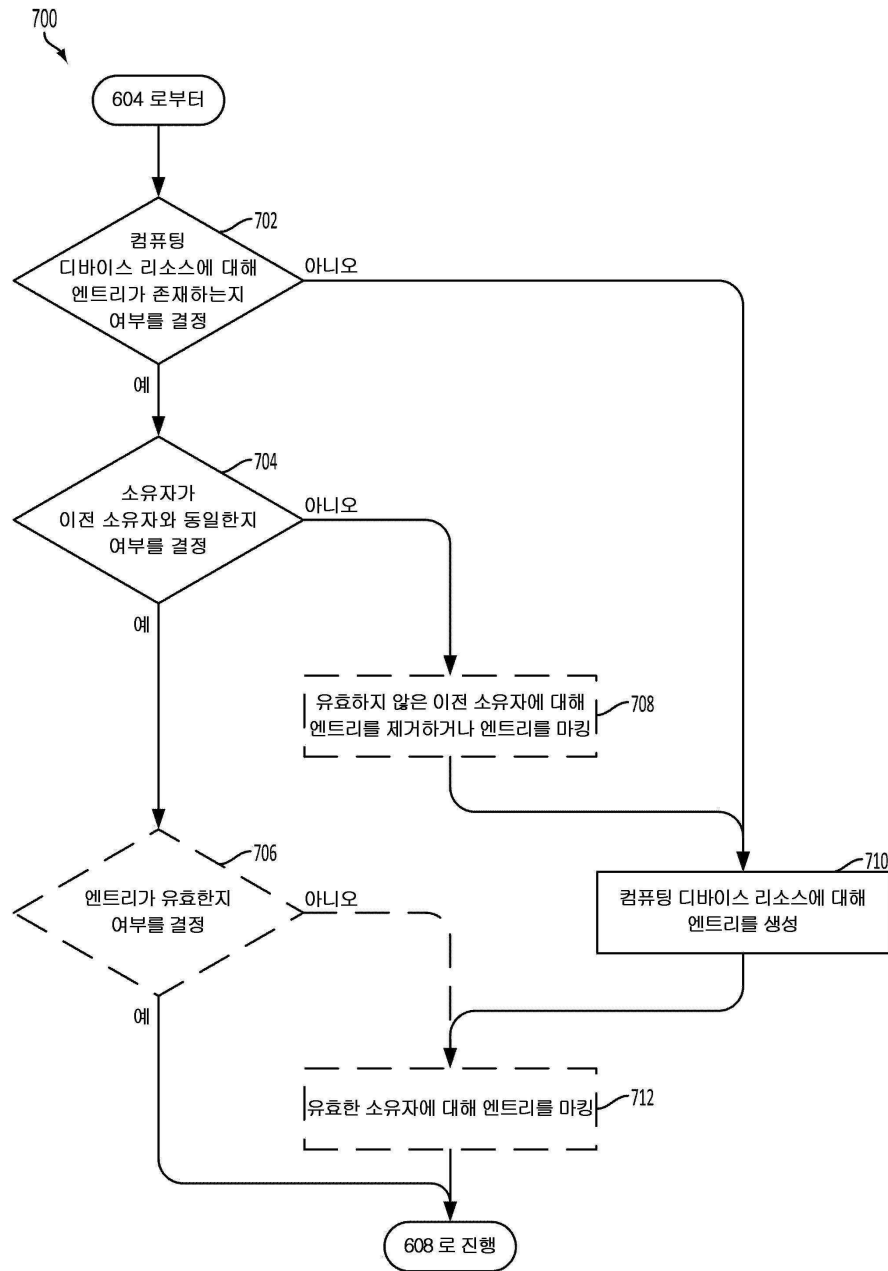 700
604 로부터
702
컴퓨팅
디바이스 리소스에 대해
엔트리가 존재하는지
여부를 결정
아니오
예
704
소유자가
이전 소유자와 동일한지
여부를 결정
아니오
예
유효하지 않은 이전 소유자에 대해
엔트리를 제거하거나 엔트리를 마킹
708
706
엔트리가 유효한지
여부를 결정
아니오
예
710
컴퓨팅 디바이스 리소스에 대해
엔트리를 생성
유효한 소유자에 대해 엔트리를 마킹
712
608 로 진행